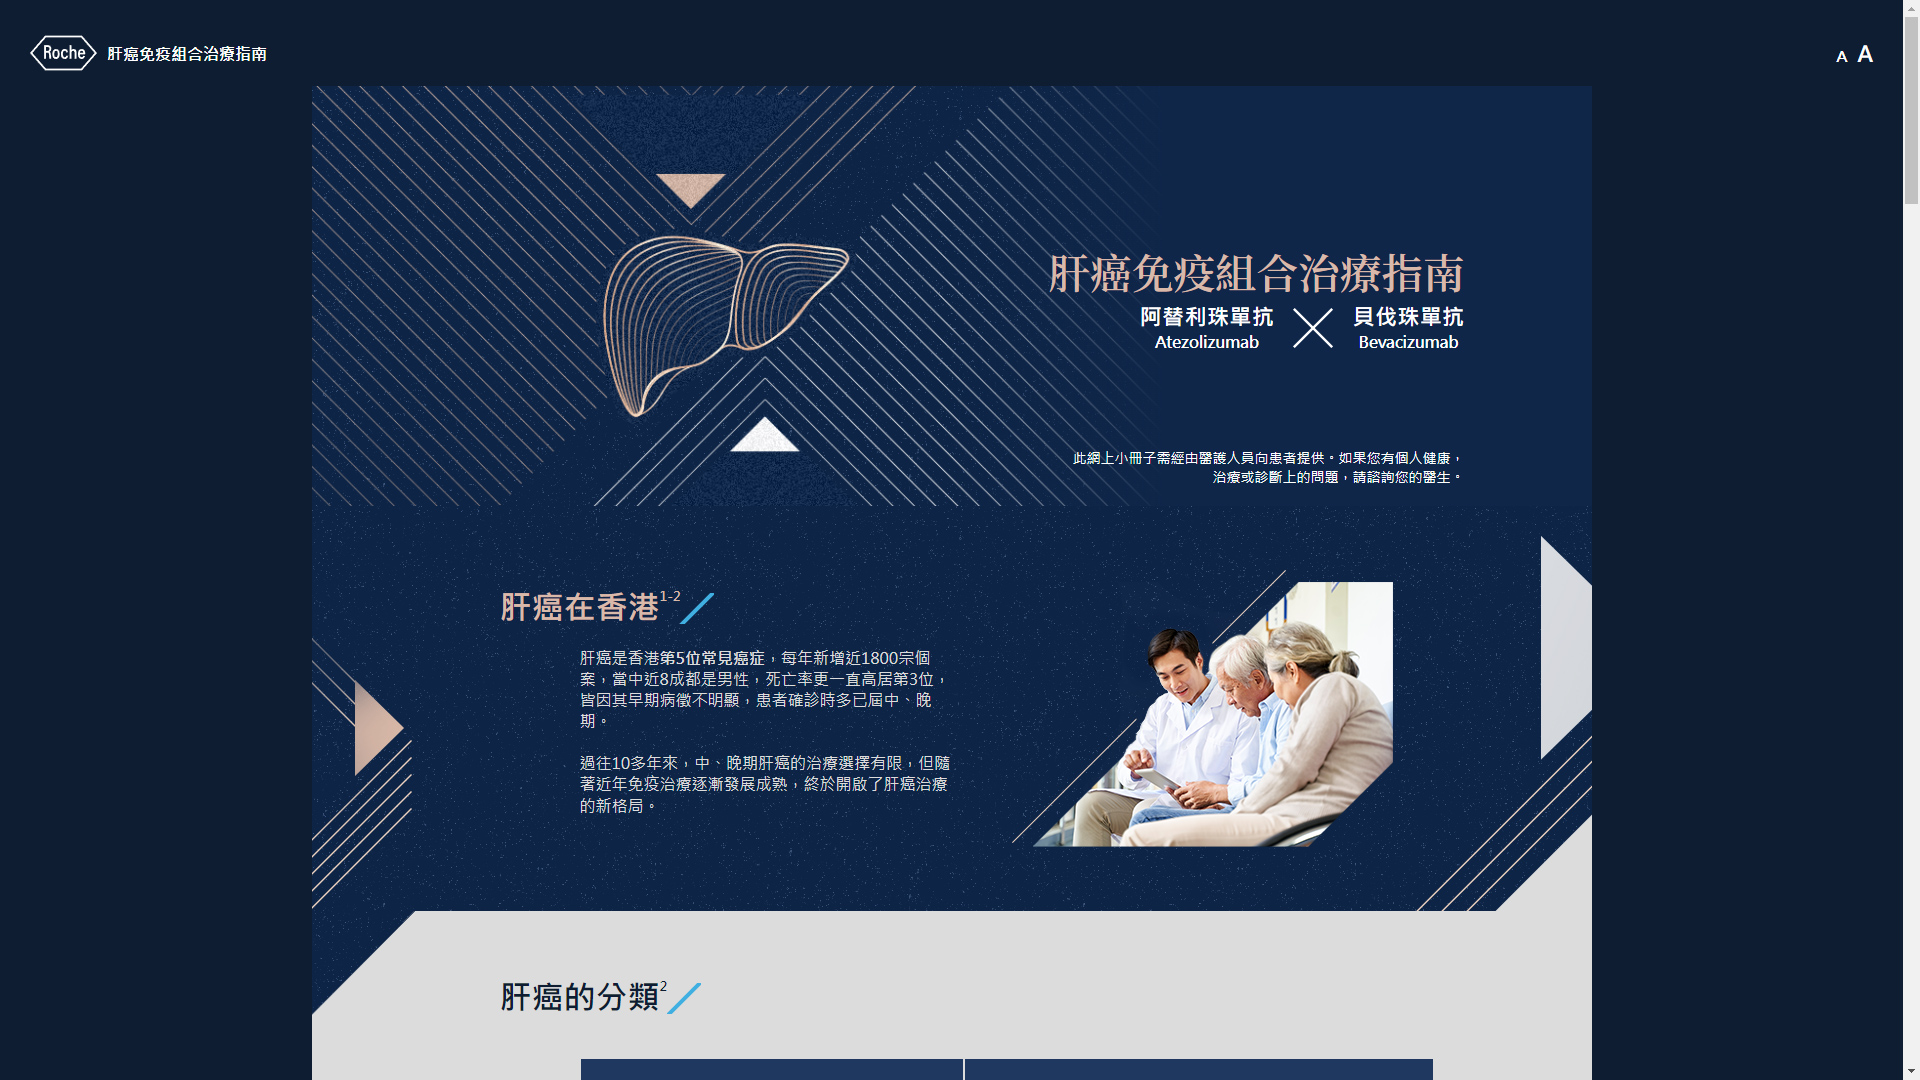 Roche 肝癌免疫組合治療指南
A A
肝癌免疫組合治療指南
阿替利珠單抗 貝伐珠單抗
Atezolizumab Bevacizumab
此網上小冊子需經由醫護人員向患者提供。如果您有個人健康，
治療或診斷上的問題，請諮詢您的醫生。
肝癌在香港1-2
肝癌是香港第5位常見癌症，每年新增近1800宗個
案，當中近8成都是男性，死亡率更一直高居第3位，
皆因其早期病徵不明顯，患者確診時多已屆中、晚
期。
過往10多年來，中、晚期肝癌的治療選擇有限，但隨
著近年免疫治療逐漸發展成熟，終於開啟了肝癌治療
的新格局。
肝癌的分類2